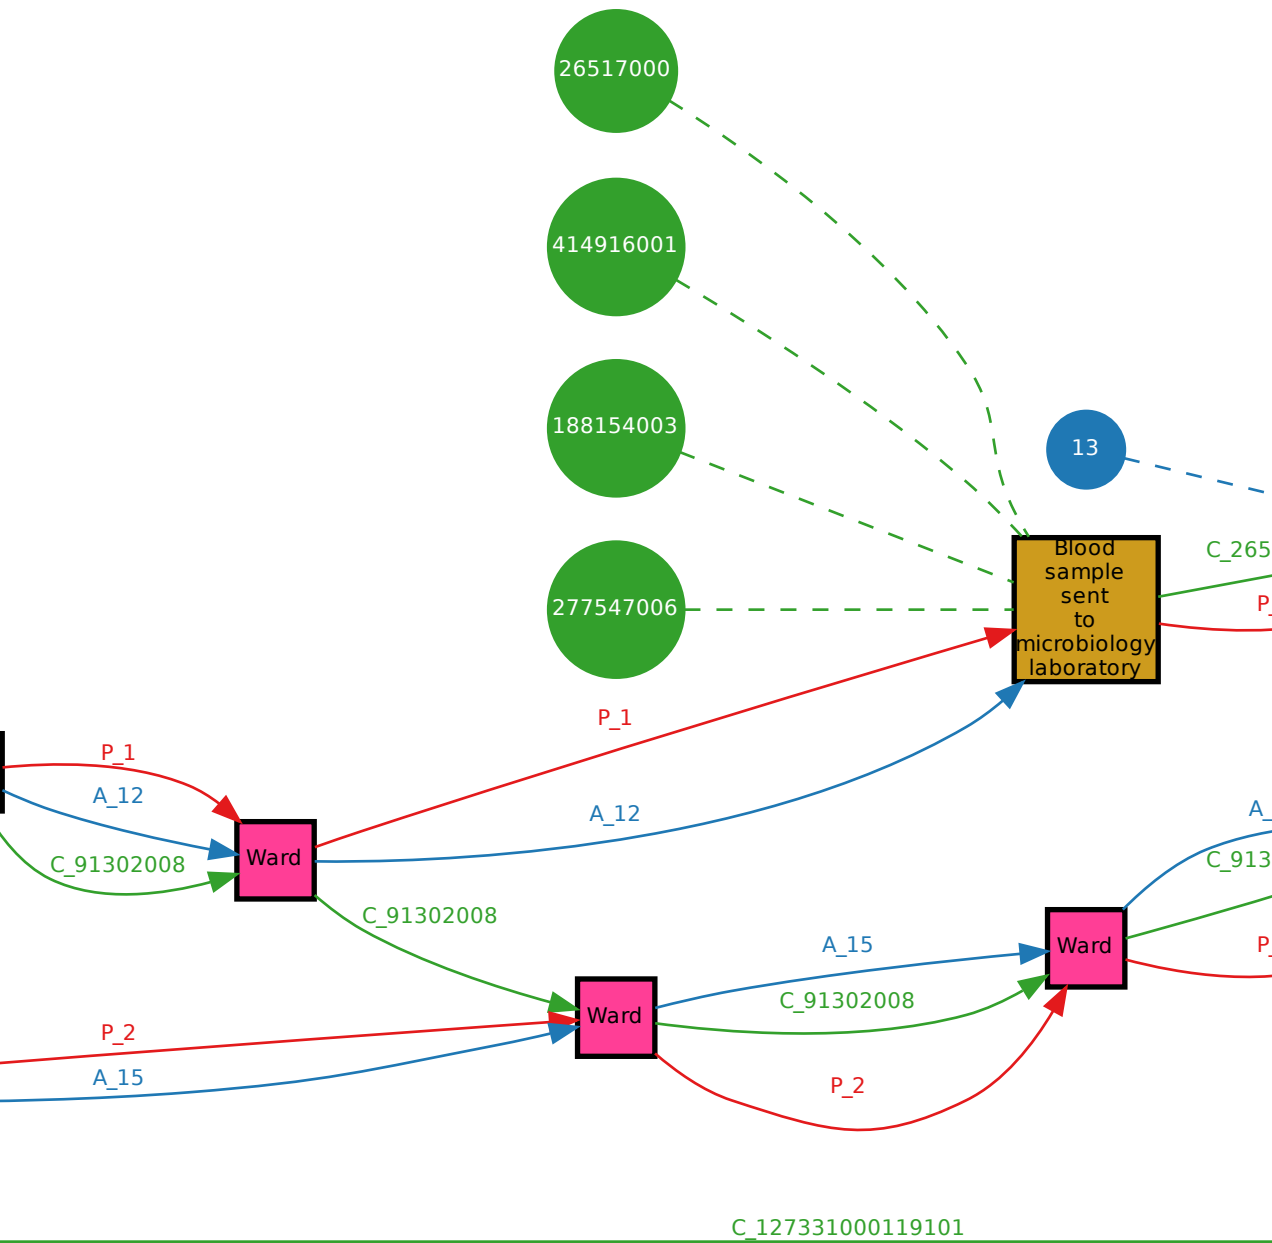 26517000
414916001
188154003
13
Blood
sample
sent
to
microbiology
laboratory
C_265
277547006
P_
P_1
P_1
A_12
A_12
A_
Ward
C_91302008
C_913
C_91302008
A_15
Ward
P_
C_91302008
Ward
P_2
A_15
P_2
C_127331000119101